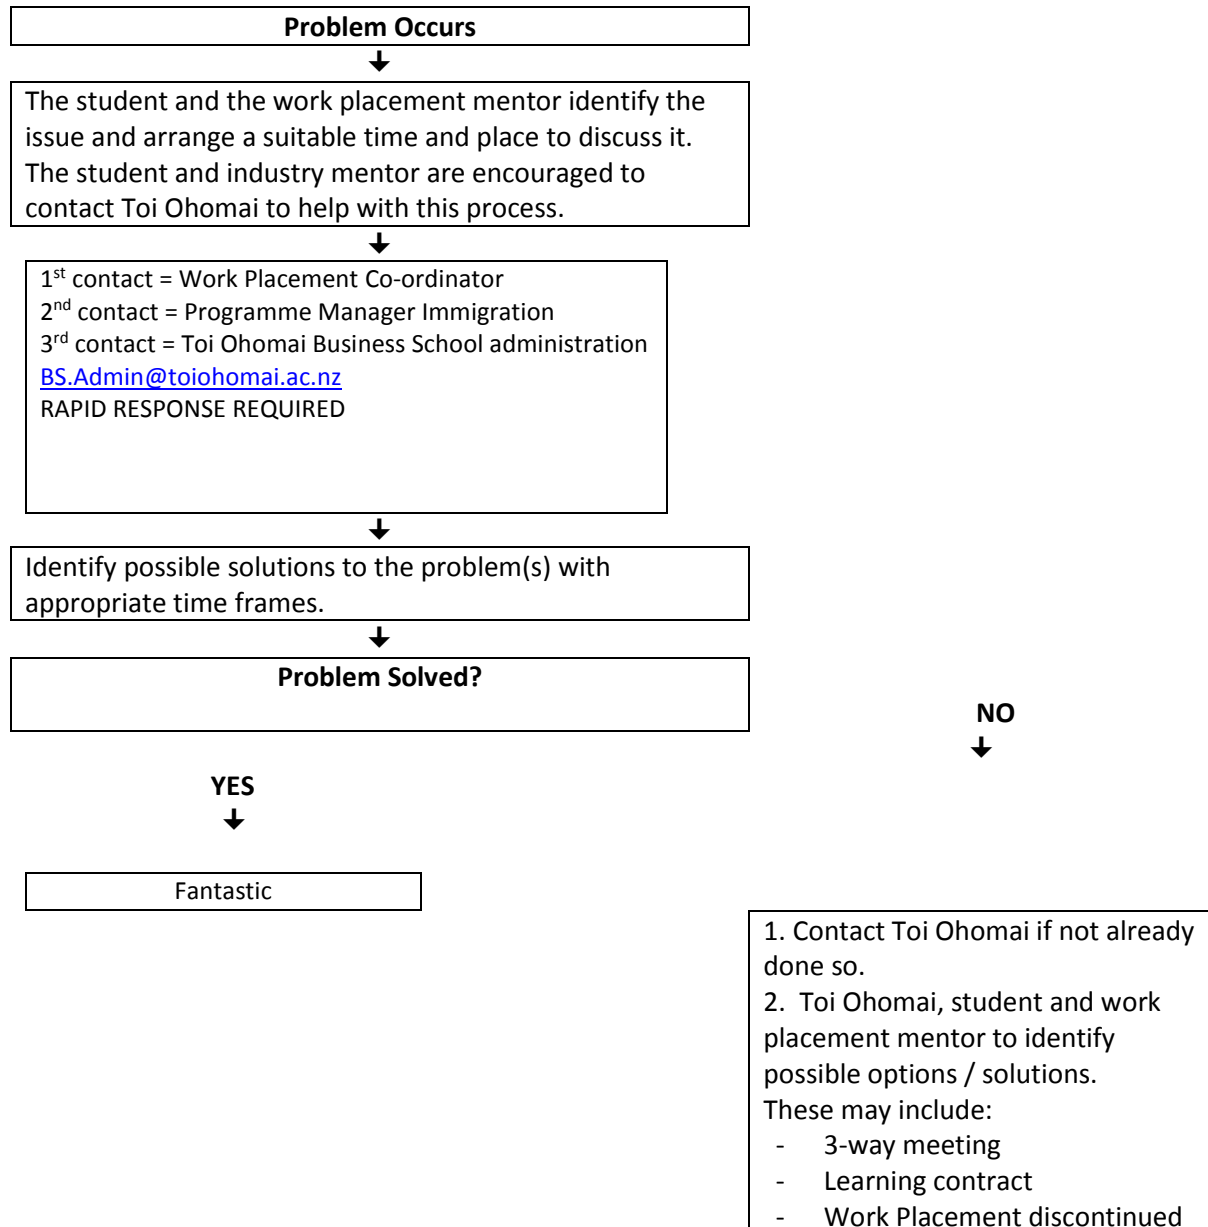 Problem Occurs
The student and the work placement mentor identify the
issue and arrange a suitable time and place to discuss it.
The student and industry mentor are encouraged to
contact Toi Ohomai to help with this process.
1st contact = Work Placement Co-ordinator
2nd contact = Programme Manager Immigration
3rd contact = Toi Ohomai Business School administration
BS.Admin@toiohomai.ac.nz
RAPID RESPONSE REQUIRED
Identify possible solutions to the problem(s) with
appropriate time frames.
Problem Solved?
NO
YES
Fantastic
1. Contact Toi Ohomai if not already
done so.
2.  Toi Ohomai, student and work
placement mentor to identify
possible options / solutions.
These may include:
- 3-way meeting
- Learning contract
- Work Placement discontinued